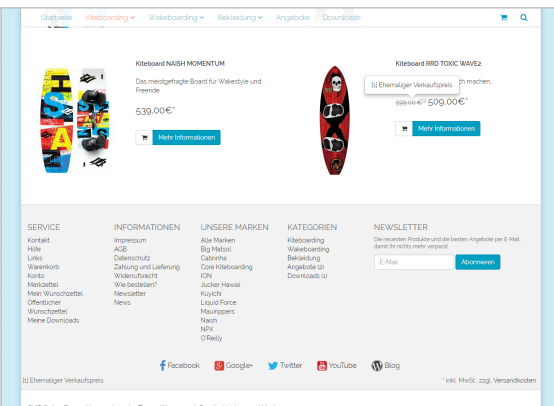 Startseite Kiteboarding Wakeboarding Bekleidung Angebote Downloads
Kiteboard NAISH MOMENTUM
Das meistgefragte Board für Wakestyle und
Freeride
539,00€*
Mehr Informationen
Kiteboard RRD TOXIC WAVE2
ch machen.
[1] Ehemaliger Verkaufspreis
599,00 €[1] 509,00€*
Mehr Informationen
SERVICE
Kontakt
Hilfe
Links
Warenkorb
Konto
Merkzettel
Mein Wunschzettel
Öffentlicher
Wunschzettel
Meine Downloads
INFORMATIONEN
Impressum
AGB
Datenschutz
Zahlung und Lieferung
Widerrufsrecht
Wie bestellen?
Newsletter
News
UNSERE MARKEN
Alle Marken
Big Matsol
Cabrinha
Core Kiteboarding
ION
Jucker Hawaii
Kuyichi
Liquid Force
Mauirippers
Naish
NPX
O'Reilly
KATEGORIEN
Kiteboarding
Wakeboarding
Bekleidung
Angebote (2)
Downloads (1)
NEWSLETTER
Die neuesten Produkte und die besten Angebote per E-Mail,
damit Ihr nichts mehr verpasst.
E-Mail Abonnieren
Facebook Google+ Twitter YouTube Blog
[1] Ehemaliger Verkaufspreis
* inkl. MwSt., zzgl. Versandkosten